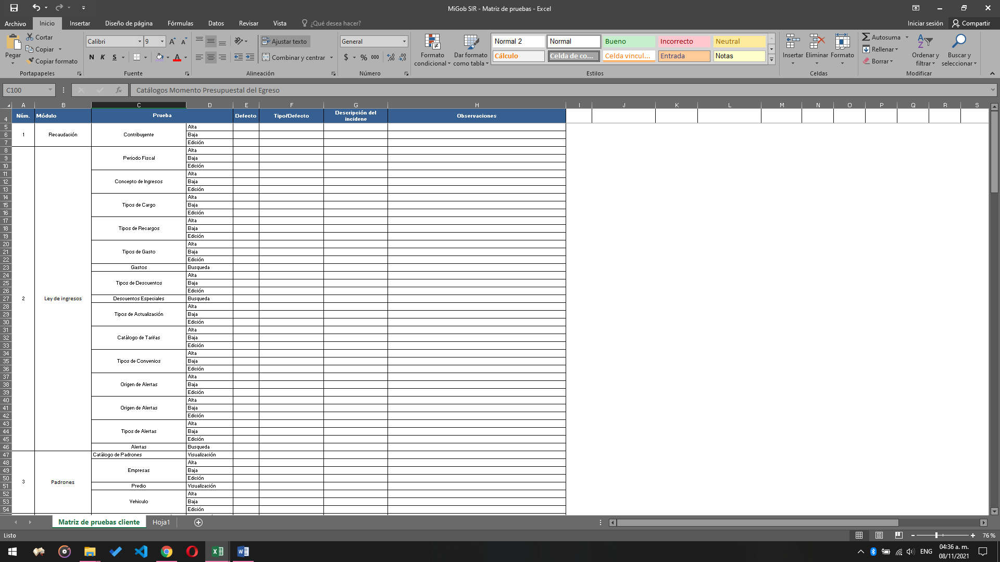 MiGob SIR - Matriz de pruebas - Excel
Archivo Inicio Insertar Diseño de página Fórmulas Datos Revisar Vista ¿Qué desea hacer? Iniciar sesión Compartir
Pegar
Cortar
Copiar
Copiar formato
Portapapeles
Calibri 9
N K S
Fuente
Ajustar texto
Combinar y centrar
Alineación
General
$ % 000
Número
Formato condicional
Dar formato como tabla
Normal 2 Normal Bueno Incorrecto Neutral
Cálculo Celda de co... Celda vincul... Entrada Notas
Estilos
Insertar Eliminar Formato
Celdas
Autosuma
Rellenar
Borrar
Ordenar y filtrar
Buscar y seleccionar
Modificar
C100 fx Catálogos Momento Presupuestal del Egreso
A B C D E F G H I J K L M N O P Q R S
4 Núm. Módulo Prueba Defecto Tipo/Defecto Descripción del incidene Observaciones
5 Alta
6 1 Recaudación Contribuyente Baja
7 Edición
8 Alta
9 Periodo Fiscal Baja
10 Edición
11 Alta
12 Concepto de Ingresos Baja
13 Edición
14 Alta
15 Tipos de Cargo Baja
16 Edición
17 Alta
18 Tipos de Recargos Baja
19 Edición
20 Alta
21 Tipos de Gasto Baja
22 Edición
23 Gastos Busqueda
24 Alta
25 Tipos de Descuentos Baja
26 Edición
27 2 Ley de ingresos Descuentos Especiales Busqueda
28 Alta
29 Tipos de Actualización Baja
30 Edición
31 Alta
32 Catálogo de Tarifas Baja
33 Edición
34 Alta
35 Tipos de Convenios Baja
36 Edición
37 Alta
38 Origen de Alertas Baja
39 Edición
40 Alta
41 Origen de Alertas Baja
42 Edición
43 Alta
44 Tipos de Alertas Baja
45 Edición
46 Alertas Busqueda
47 Catálogo de Padrones Visualización
48 Alta
49 Empresas Baja
50 3 Padrones Edición
51 Predio Visualización
52 Alta
53 Vehiculo Baja
54 Edición
Matriz de pruebas cliente Hoja1
Listo 76 %
ENG 04:36 a. m.
08/11/2021